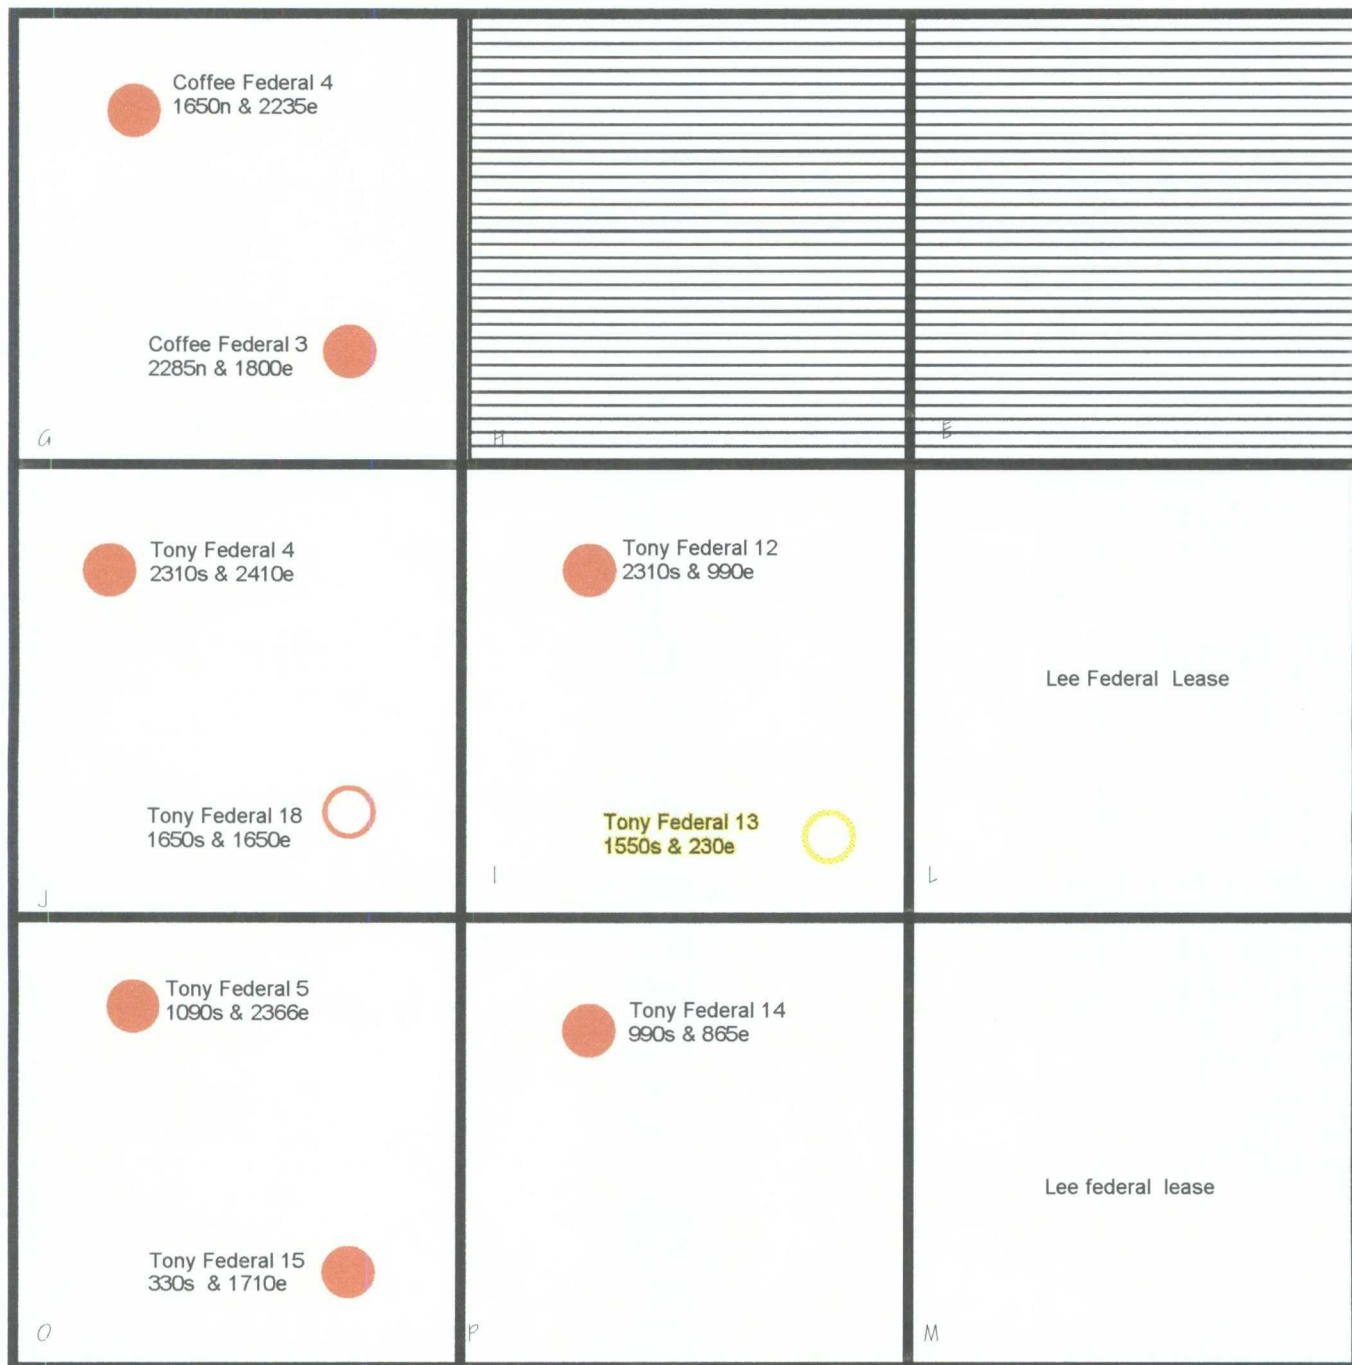 Coffee Federal 4
1650n & 2235e
Coffee Federal 3
2285n & 1800e
G
H
E
Tony Federal 4
2310s & 2410e
Tony Federal 12
2310s & 990e
Lee Federal Lease
Tony Federal 18
1650s & 1650e
Tony Federal 13
1550s & 230e
J
I
L
Tony Federal 5
1090s & 2366e
Tony Federal 14
990s & 865e
Lee federal lease
Tony Federal 15
330s & 1710e
O
P
M